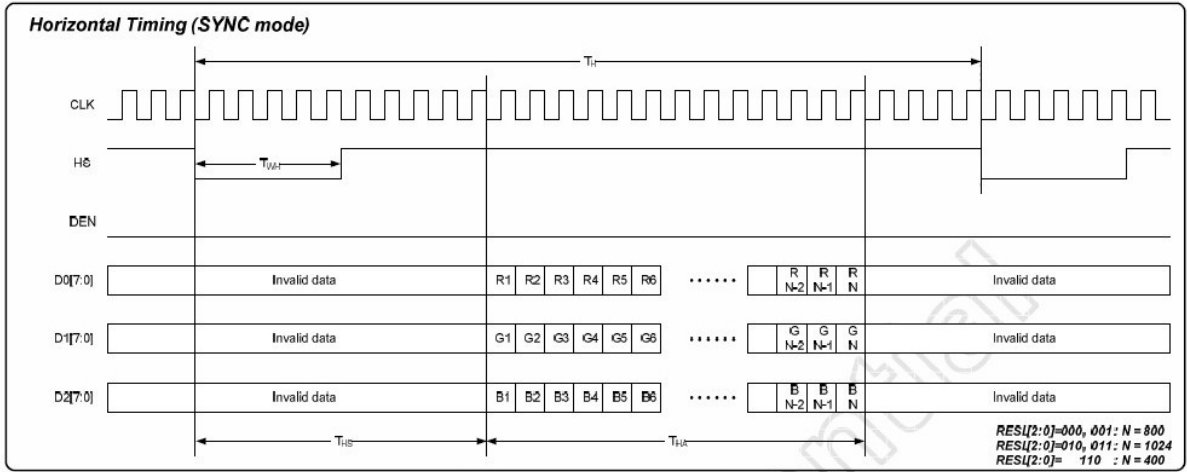 Horizontal Timing (SYNC mode)
TH
CLK
HS
TWH
DEN
D0[7:0] Invalid data R1 R2 R3 R4 R5 R6 ······ R N-2 R N-1 R N Invalid data
D1[7:0] Invalid data G1 G2 G3 G4 G5 G6 ······ G N-2 G N-1 G N Invalid data
D2[7:0] Invalid data B1 B2 B3 B4 B5 B6 ······ B N-2 B N-1 B N Invalid data
THS THA
RESL[2:0]=000, 001: N = 800
RESL[2:0]=010, 011: N = 1024
RESL[2:0]= 110 : N = 400